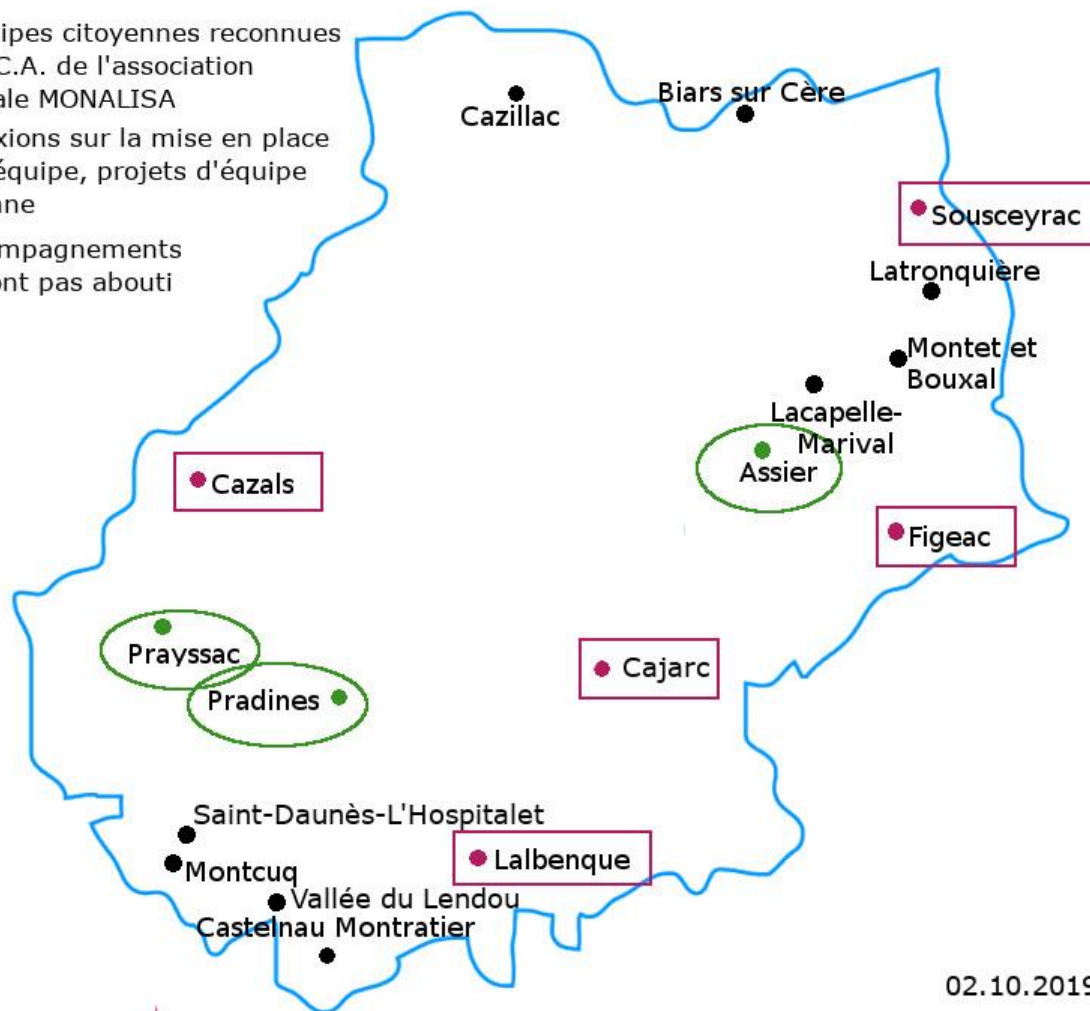 ipes citoyennes reconnues
C.A. de l'association
ale MONALISA
xions sur la mise en place
équipe, projets d'équipe
nne
mpagnements
ont pas abouti
Cazillac
Biars sur Cère
Sousceyrac
Latronquière
Montet et
Bouxal
Lacapelle-
Marival
Assier
Cazals
Figeac
Prayssac
Cajarc
Pradines
Saint-Daunès-L'Hospitalet
Lalbenque
Montcuq
Vallée du Lendou
Castelnau Montratier
02.10.2019